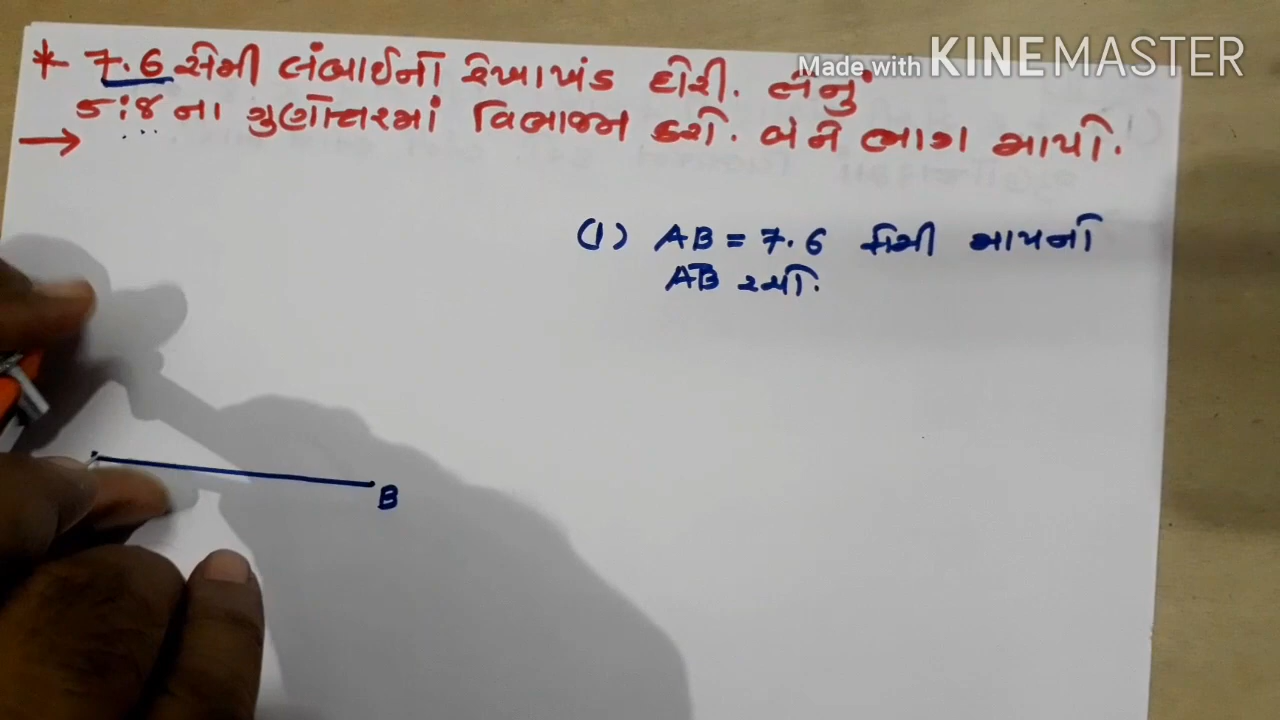 * 7.6 સેમી લંબાઈનો રેખાખંડ દોરી. તેનું
5:8 ના ગુણોત્તરમાં વિભાજન કરો. બંને ભાગ માપો.
→
(1) AB = 7.6 સેમી માપનો
AB રચો.
B
Made with KINEMASTER